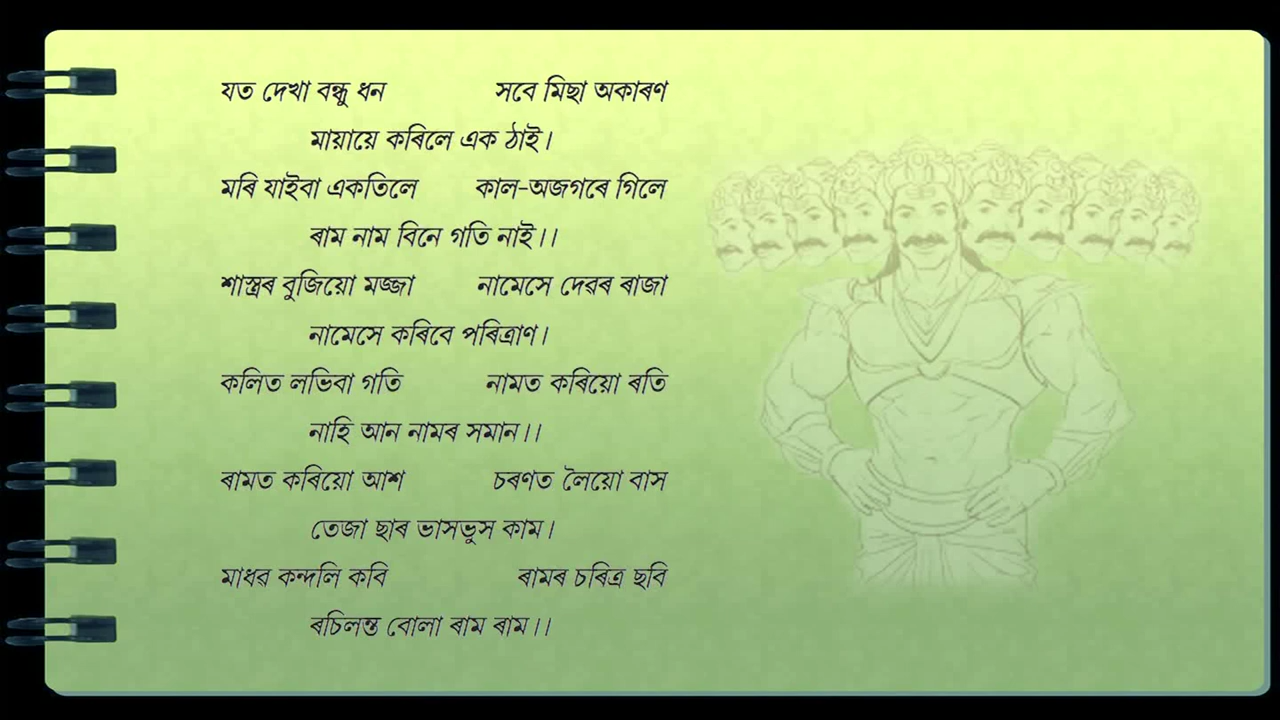 যত দেখা বন্ধু ধন সবে মিছা অকাৰণ
মায়ায়ে কৰিলে এক ঠাই।
মৰি যাইবা একতিলে কাল-অজগৰে গিলে
ৰাম নাম বিনে গতি নাই।।
শাস্ত্ৰৰ বুজিয়ো মজ্জা নামেসে দেৱৰ ৰাজা
নামেসে কৰিবে পৰিত্ৰাণ।
কলিত লভিবা গতি নামত কৰিয়ো ৰতি
নাহি আন নামৰ সমান।।
ৰামত কৰিয়ো আশ চৰণত লৈয়ো বাস
তেজা ছাৰ ভাসভুস কাম।
মাধৱ কন্দলি কবি ৰামৰ চৰিত্ৰ ছবি
ৰচিলন্ত বোলা ৰাম ৰাম।।